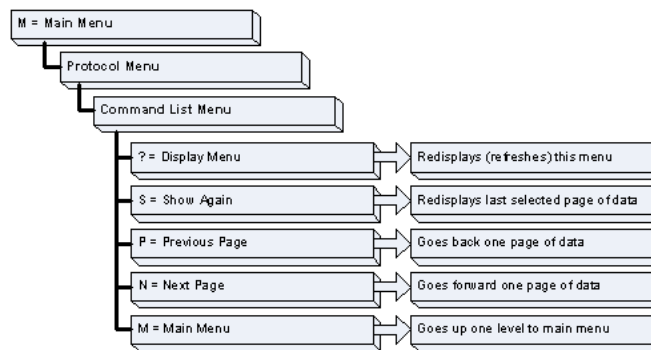 M = Main Menu
Protocol Menu
Command List Menu
? = Display Menu
Redisplays (refreshes) this menu
S = Show Again
Redisplays last selected page of data
P = Previous Page
Goes back one page of data
N = Next Page
Goes forward one page of data
M = Main Menu
Goes up one level to main menu